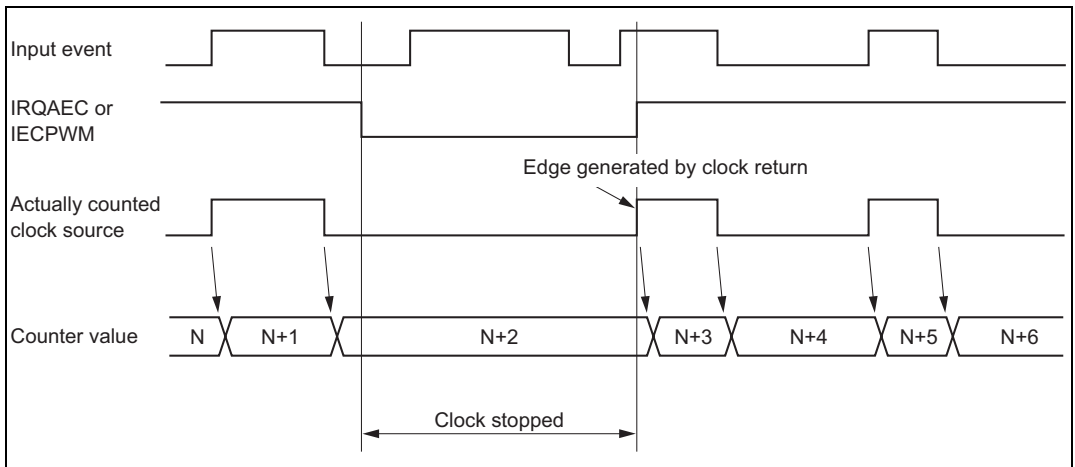 Input event
IRQAEC or
IECPWM
Edge generated by clock return
Actually counted
clock source
Counter value
N
N+1
N+2
N+3
N+4
N+5
N+6
Clock stopped